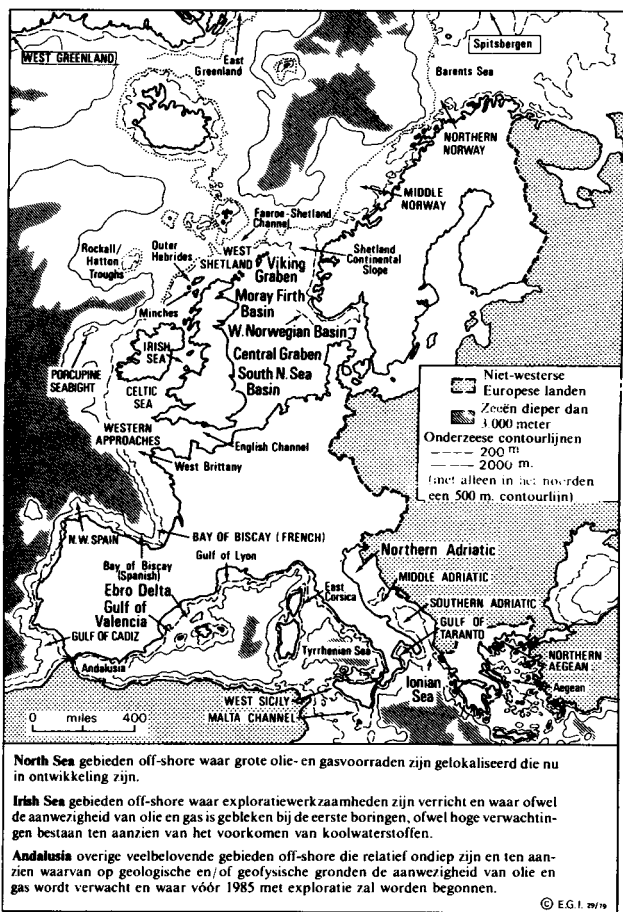 WEST GREENLAND
East
Greenland
Spitsbergen
Barents Sea
NORTHERN
NORWAY
MIDDLE
NORWAY
Faeroe-Shetland
Channel
Shetland
Continental
Slope
Rockall/
Hatton
Troughs
Outer
Hebrides
WEST
SHETLAND
Viking
Graben
Minches
Moray Firth
Basin
W. Norwegian Basin
IRISH
SEA
Central Graben
South N. Sea
Basin
PORCUPINE
SEABIGHT
CELTIC
SEA
WESTERN
APPROACHES
English Channel
West Brittany
Niet-westerse
Europese landen
Zeeën dieper dan
3.000 meter
Onderzeese contourlijnen
200 m
2000 m.
(met alleen in het noorden
een 500 m. contourlijn)
N.W. SPAIN
BAY OF BISCAY (FRENCH)
Bay of Biscay
(Spanish)
Gulf of Lyon
Ebro Delta
Gulf of
Valencia
GULF OF CADIZ
Andalusia
Northern Adriatic
MIDDLE ADRIATIC
East
Corsica
SOUTHERN ADRIATIC
GULF OF
TARANTO
Tyrrhenian Sea
NORTHERN
AEGEAN
Aegean
Ionian
Sea
WEST SICILY
MALTA CHANNEL
0 miles 400
North Sea gebieden off-shore waar grote olie- en gasvoorraden zijn gelokaliseerd die nu
in ontwikkeling zijn.
Irish Sea gebieden off-shore waar exploratiewerkzaamheden zijn verricht en waar ofwel
de aanwezigheid van olie en gas is gebleken bij de eerste boringen, ofwel hoge verwachtin-
gen bestaan ten aanzien van het voorkomen van koolwaterstoffen.
Andalusia overige veelbelovende gebieden off-shore die relatief ondiep zijn en ten aan-
zien waarvan op geologische en/of geofysische gronden de aanwezigheid van olie en
gas wordt verwacht en waar vóór 1985 met exploratie zal worden begonnen.
© E.G.I. 29/79